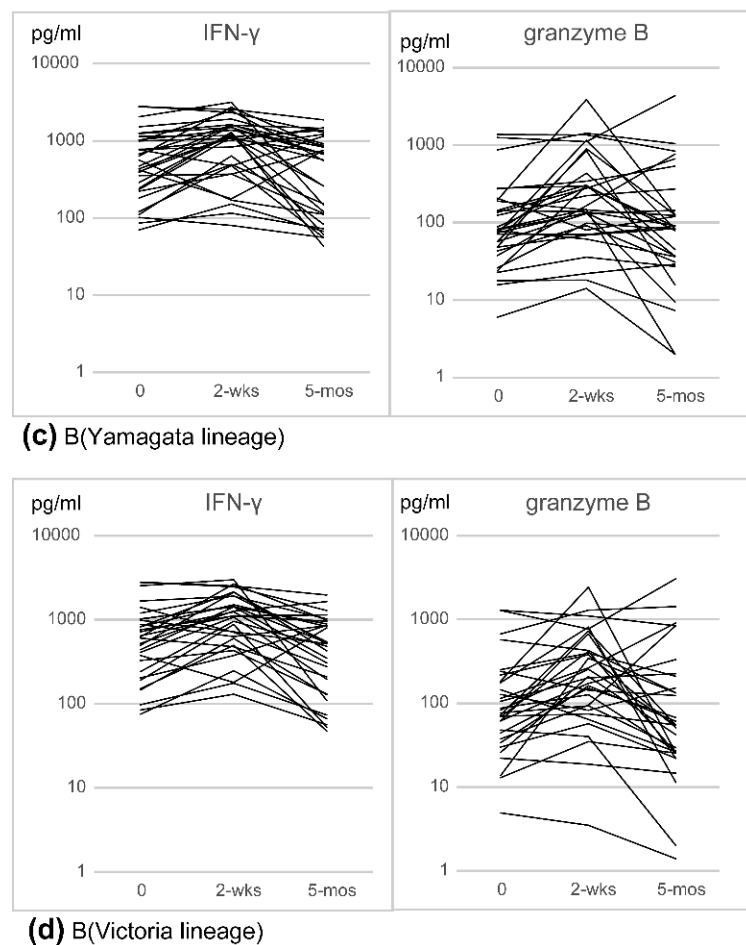 IFN-γ
granzyme B
pg/ml
pg/ml
10000
1000
100
10
1
0
2-wks
5-mos
10000
1000
100
10
1
0
2-wks
5-mos
(c) B(Yamagata lineage)
IFN-γ
granzyme B
pg/ml
pg/ml
10000
1000
100
10
1
0
2-wks
5-mos
10000
1000
100
10
1
0
2-wks
5-mos
(d) B(Victoria lineage)